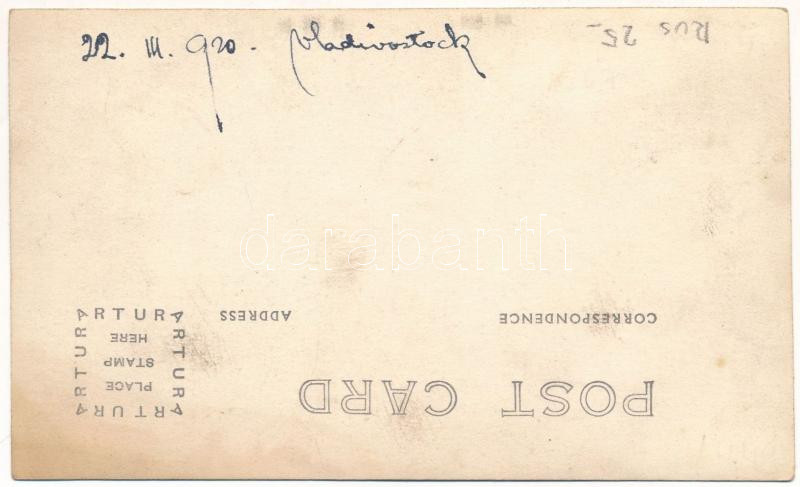 22. III. 920. Vladivostock
RUS 25.-
darabanth
POST CARD
CORRESPONDENCE
ADDRESS
ARTURA
ARTURA
ARTURA
ARTURA
PLACE
STAMP
HERE